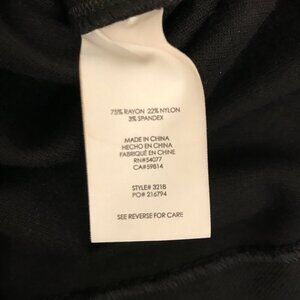 75% RAYON 22% NYLON
3% SPANDEX
MADE IN CHINA
HECHO EN CHINA
FABRIQUÉ EN CHINE
RN#54077
CA#59814
STYLE# 3218
PO# 216794
SEE REVERSE FOR CARE